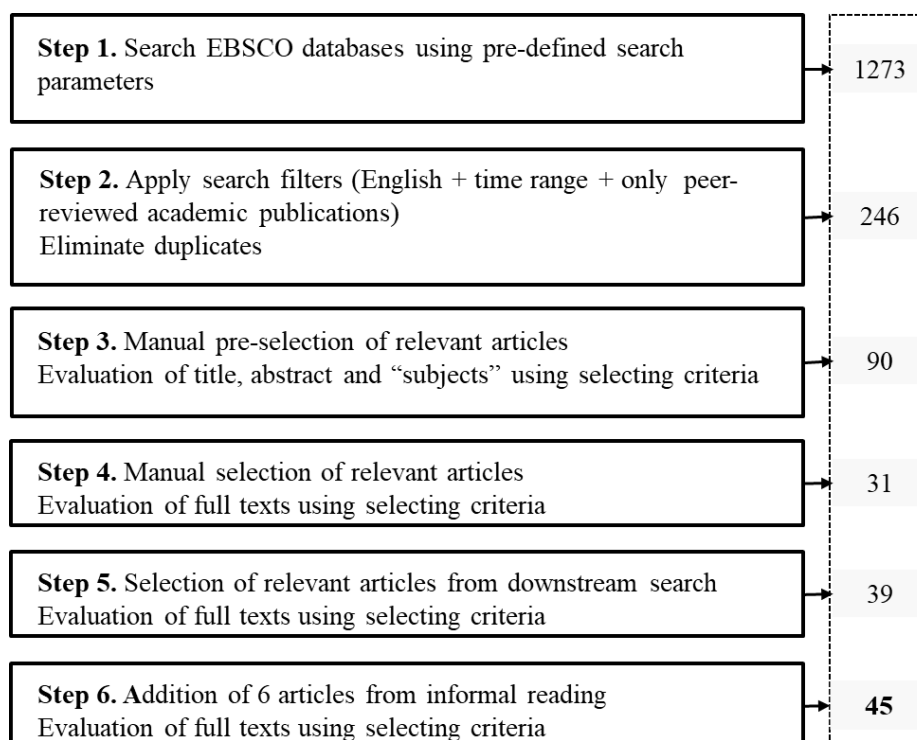 Step 1. Search EBSCO databases using pre-defined search
parameters
1273
Step 2. Apply search filters (English + time range + only peer-
reviewed academic publications)
Eliminate duplicates
246
Step 3. Manual pre-selection of relevant articles
Evaluation of title, abstract and “subjects” using selecting criteria
90
Step 4. Manual selection of relevant articles
Evaluation of full texts using selecting criteria
31
Step 5. Selection of relevant articles from downstream search
Evaluation of full texts using selecting criteria
39
Step 6. Addition of 6 articles from informal reading
Evaluation of full texts using selecting criteria
45